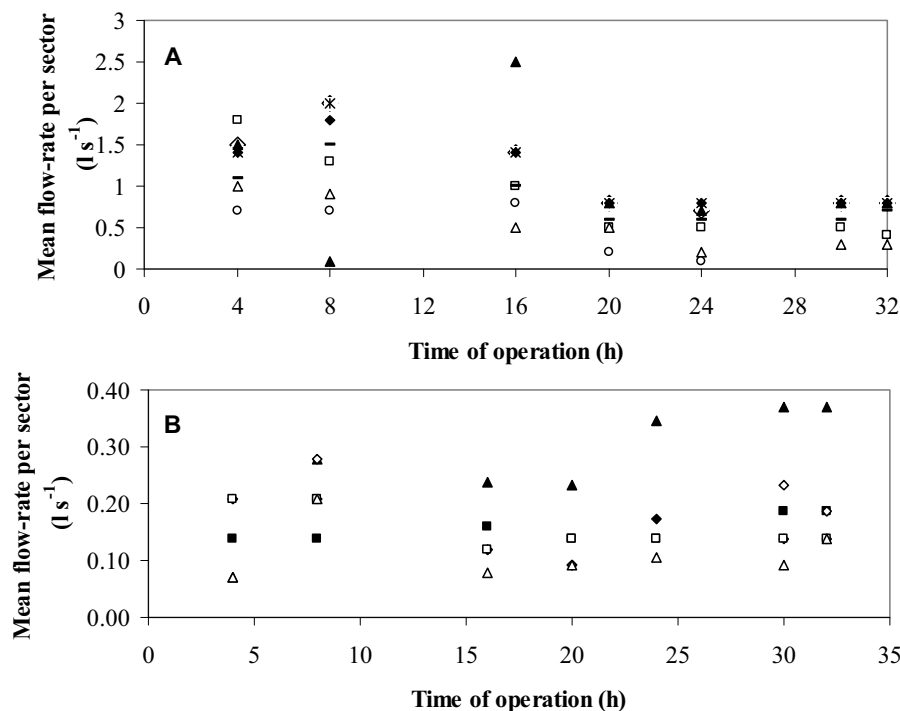 3
2.5
2
1.5
1
0.5
0
A
Mean flow-rate per sector
(l s-1)
0 4 8 12 16 20 24 28 32
Time of operation (h)
0.40
0.30
0.20
0.10
0.00
B
Mean flow-rate per sector
(l s-1)
0 5 10 15 20 25 30 35
Time of operation (h)